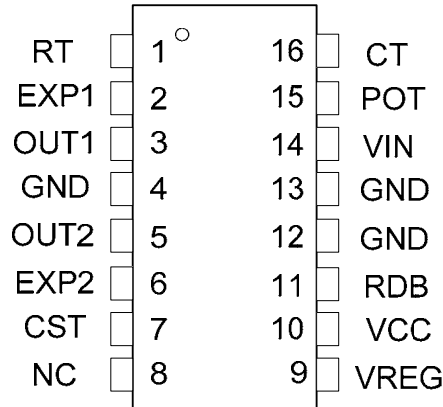 RT 1 16 CT
EXP1 2 15 POT
OUT1 3 14 VIN
GND 4 13 GND
OUT2 5 12 GND
EXP2 6 11 RDB
CST 7 10 VCC
NC 8 9 VREG